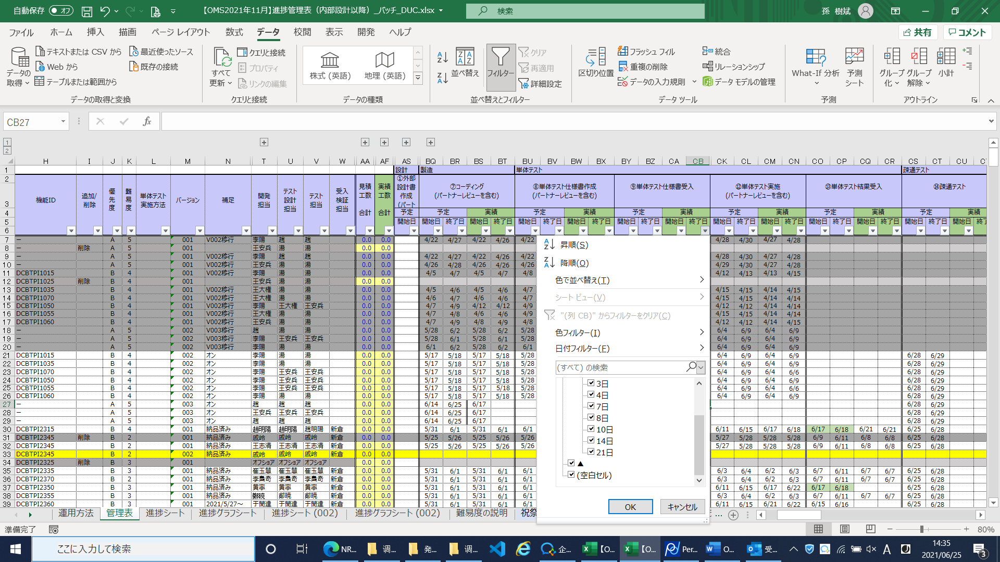 自動保存 オフ 【OMS2021年11月】進捗管理表（内部設計以降）_バッチ_DUC.xlsx 検索 孫 樹斌
ファイル ホーム 挿入 描画 ページ レイアウト 数式 データ 校閲 表示 開発 ヘルプ 共有 コメント
データの取得 テキストまたは CSV から Web から テーブルまたは範囲から 最近使ったソース 既存の接続
データの取得と変換
すべて更新 クエリと接続 プロパティ リンクの編集
クエリと接続
株式 (英語) 地理 (英語)
データの種類
並べ替え フィルター クリア 再適用 詳細設定
並べ替えとフィルター
区切り位置 フラッシュ フィル 重複の削除 データの入力規則 統合 リレーションシップ データ モデルの管理
データ ツール
What-If 分析 予測シート
予測
グループ化 グループ解除 小計
アウトライン
CB27
1
2
H I J K L M N T U V W AA AF AS BQ BR BS BT BU BV BW BX BY BZ CA CB CK CL CM CN CO CP CQ CR CS CT CU
設計 製造 単体テスト 疎通テスト
機能ID 追加/削除 優先度 難易度 単体テスト実施方法 バージョン 補足 開発担当 テスト設計担当 テスト担当 受入検証担当 見積工数 合計 実績工数 合計
①外部設計書作成(パート ⑦コーディング(パートナーレビューを含む) ⑧単体テスト仕様書作成(パートナーレビューを含む) ⑨単体テスト仕様書受入 ⑫単体テスト実施(パートナーレビューを含む) ⑬単体テスト結果受入 ⑭疎通テスト
予定 予定 実績 予定 実績 予定 実績 予定 実績 予定 実績 予定 実績
開始日 開始日 終了日 開始日 終了日 開始日 終了日 開始日 終了日 開始日 終了日 開始日 終了日 開始日 終了日 開始日 終了日 開始日 終了日 開始日 終了日 開始日 終了日 開始日
7 － A 5 001 V002移行 李陽 趙 趙 0.0 0.0 4/22 4/27 4/22 4/26 4/22 4/28 4/30 4/27 4/28
8 － 削除 A 5 001 王安兵 湯 湯 0.0 0.0
9 － A 5 001 V002移行 李陽 趙 趙 0.0 0.0 4/22 4/27 4/22 4/26 4/22 4/28 4/30 4/27 4/28
10 － A 5 001 V002移行 王安兵 湯 湯 0.0 0.0 4/26 4/28 4/26 4/26 4/26 4/29 4/30 4/27 4/28
11 DCBTPI1015 B 4 001 V002移行 李陽 湯 湯 0.0 0.0 4/5 4/7 4/5 4/7 4/8 4/12 4/13 4/13 4/15
12 DCBTPI1025 削除 B 4 001 王安兵 湯 湯 0.0 0.0
13 DCBTPI1035 B 4 001 V002移行 王大権 湯 湯 0.0 0.0 4/5 4/6 4/5 4/6 4/7 4/15 4/15 4/14 4/15
14 DCBTPI1070 B 4 001 V002移行 王大権 湯 湯 0.0 0.0 4/6 4/7 4/6 4/6 4/7 4/15 4/15 4/14 4/14
15 DCBTPI1050 B 4 001 V002移行 李陽 王大権 王安兵 0.0 0.0 4/7 4/9 4/12 4/12 4/9 4/12 4/12 4/14 4/14
16 DCBTPI1055 B 4 001 V002移行 王大権 湯 湯 0.0 0.0 4/7 4/8 4/6 4/6 4/9 4/15 4/15 4/14 4/14
17 DCBTPI1060 B 4 001 V002移行 王安兵 湯 湯 0.0 0.0 4/7 4/9 4/8 4/9 4/8 4/12 4/12 4/14 4/15
18 － A 5 002 V003移行 趙 湯 湯 0.0 0.0 5/28 6/2 5/28 6/2 5/28 6/4 6/9 6/4 6/9
19 － A 5 002 V003移行 李陽 王安兵 王安兵 0.0 0.0 5/28 6/1 5/28 6/1 5/28 6/4 6/9 6/4 6/9
20 － A 5 002 V003移行 李陽 湯 湯 0.0 0.0 6/1 6/2 5/28 6/2 6/1 6/4 6/9 6/4 6/9
21 DCBTPI1015 B 4 002 オン 李陽 湯 湯 0.0 0.0 5/17 5/18 5/17 5/18 5/28 6/4 6/9 6/4 6/9 6/28 6/29
22 DCBTPI1035 B 4 002 オン 李陽 湯 湯 0.0 0.0 5/17 5/18 5/17 5/18 5/28 6/4 6/9 6/4 6/9 6/28 6/29
23 DCBTPI1070 B 4 002 オン 李陽 王安兵 王安兵 0.0 0.0 5/17 5/18 5/17 5/18 5/28 6/4 6/9 6/4 6/6 6/28 6/29
24 DCBTPI1050 B 4 002 オン 李陽 王安兵 王安兵 0.0 0.0 5/17 5/18 5/17 5/18 5/28 6/4 6/9 6/4 6/9 6/28 6/29
25 DCBTPI1055 B 4 002 オン 李陽 王安兵 王安兵 0.0 0.0 5/17 5/18 5/17 5/18 5/28 6/4 6/9 6/4 6/6 6/28 6/29
26 DCBTPI1060 B 4 002 オン 李陽 湯 湯 0.0 0.0 5/17 5/18 5/17 5/18 5/28 6/4 6/9 6/4 6/9 6/28 6/29
27 － A 5 003 オン 趙 趙 趙 0.0 0.0 6/14 6/25 6/17 6/28 6/29
28 － A 5 003 オン 王安兵 王安兵 王安兵 0.0 0.0 6/14 6/25 6/17 6/28 6/29
29 － A 5 003 オン 趙 趙 趙 0.0 0.0 6/14 6/25 6/17 6/28 6/29
30 DCBTPI2315 B 4 001 納品済み 趙明陽 趙明陽 趙明陽 新倉 0.0 0.0 5/31 6/1 5/31 6/1 6/1 6/11 6/15 6/17 6/18 6/17 6/18 6/21 6/21 6/25 6/28
31 DCBTPI2345 削除 B 2 001 納品済み 戚岭 戚岭 戚岭 新倉 0.0 0.0 5/25 5/26 5/25 5/26 5/26 5/27 5/28 5/28 5/28 6/9 6/11 6/8 6/8 6/25 6/28
32 DCBTPI2345 B 2 001 納品済み 王志清 王志清 王志清 新倉 0.0 0.0 5/25 5/26 5/25 5/26 5/26 5/27 5/28 5/28 5/28 6/9 6/11 6/8 6/8 6/25 6/28
33 DCBTPI2345 B 2 002 納品済み 戚岭 戚岭 戚岭 新倉 0.0 0.0
34 DCBTPI2325 削除 B 3 001 オフショア オフショア オフショア 0.0 0.0
35 DCBTPI2335 B 3 001 納品済み 崔玉慧 崔玉慧 崔玉慧 新倉 0.0 0.0 5/31 6/1 5/31 6/1 6/1 6/3 6/4 6/2 6/3 6/7 6/11 6/7 6/7 6/25 6/28
36 DCBTPI2370 B 2 001 納品済み 李梟奇 李梟奇 李梟奇 新倉 0.0 0.0 5/31 6/1 5/31 6/1 6/1 6/3 6/4 6/2 6/3 6/7 6/11 6/7 6/7 6/25 6/28
37 DCBTPI2350 B 3 001 納品済み 黄寧 黄寧 黄寧 新倉 0.0 0.0 5/31 6/1 5/31 6/1 6/1 6/11 6/15 6/17 6/22 6/17 6/18 6/25 6/28
38 DCBTPI2355 B 3 001 納品済み 鄭暁 鄭暁 鄭暁 新倉 0.0 0.0 5/31 6/1 5/31 6/1 6/1 6/3 6/4 6/2 6/3 6/7 6/11 6/7 6/7 6/25 6/28
39 DCBTPI2360 B 3 001 2021/5/27～ 于聞達 于聞達 于聞達 新倉 0.0 0.0 5/31 6/1 5/31 6/1 6/1 6/11 6/15 6/21 6/22 6/15 6/16 6/25 6/28
昇順(S)
降順(O)
色で並べ替え(T)
シート ビュー(V)
"(列 CB)" からフィルターをクリア(C)
色フィルター(I)
日付フィルター(F)
(すべて) の検索
3日
4日
7日
8日
10日
14日
21日
▲
(空白セル)
OK キャンセル
運用方法 管理表 進捗シート 進捗グラフシート 進捗シート (002) 進捗グラフシート (002) 難易度の説明 祝祭
準備完了 80%
ここに入力して検索 NR... 调... 発... 调... 企... 【O... 【O... Per... O... 受... A 14:35
2021/06/25 3